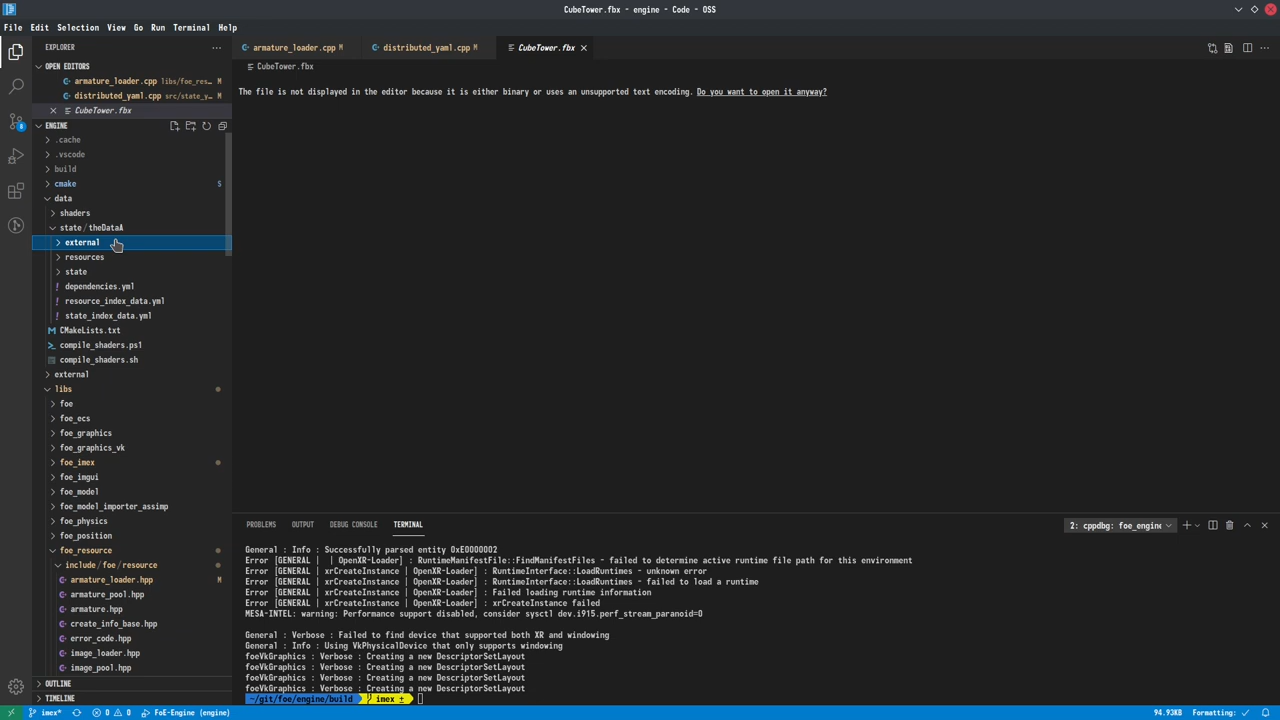 CubeTower.fbx - engine - Code - OSS
File Edit Selection View Go Run Terminal Help
EXPLORER
OPEN EDITORS
armature_loader.cpp libs/foe_res... M
distributed_yaml.cpp src/state_y... M
CubeTower.fbx
ENGINE
.cache
.vscode
build
cmake S
data
shaders
state / theDataA
external
resources
state
dependencies.yml
resource_index_data.yml
state_index_data.yml
CMakeLists.txt
compile_shaders.ps1
compile_shaders.sh
external
libs
foe
foe_ecs
foe_graphics
foe_graphics_vk
foe_imex
foe_imgui
foe_model
foe_model_importer_assimp
foe_physics
foe_position
foe_resource
include / foe / resource
armature_loader.hpp M
armature_pool.hpp
armature.hpp
create_info_base.hpp
error_code.hpp
image_loader.hpp
image_pool.hpp
OUTLINE
TIMELINE
armature_loader.cpp M distributed_yaml.cpp M CubeTower.fbx
CubeTower.fbx
The file is not displayed in the editor because it is either binary or uses an unsupported text encoding. Do you want to open it anyway?
PROBLEMS OUTPUT DEBUG CONSOLE TERMINAL 2: cppdbg: foe_engine
General : Info : Successfully parsed entity 0xE0000002
Error [GENERAL | | OpenXR-Loader] : RuntimeManifestFile::FindManifestFiles - failed to determine active runtime file path for this environment
Error [GENERAL | xrCreateInstance | OpenXR-Loader] : RuntimeInterface::LoadRuntimes - unknown error
Error [GENERAL | xrCreateInstance | OpenXR-Loader] : RuntimeInterface::LoadRuntimes - failed to load a runtime
Error [GENERAL | xrCreateInstance | OpenXR-Loader] : Failed loading runtime information
Error [GENERAL | xrCreateInstance | OpenXR-Loader] : xrCreateInstance failed
MESA-INTEL: warning: Performance support disabled, consider sysctl dev.i915.perf_stream_paranoid=0
General : Verbose : Failed to find device that supported both XR and windowing
General : Info : Using VkPhysicalDevice that only supports windowing
foeVkGraphics : Verbose : Creating a new DescriptorSetLayout
foeVkGraphics : Verbose : Creating a new DescriptorSetLayout
foeVkGraphics : Verbose : Creating a new DescriptorSetLayout
foeVkGraphics : Verbose : Creating a new DescriptorSetLayout
~/git/foe/engine/build imex ±
imex* 0 0 FoE-Engine (engine) 94.93KB Formatting: ✓